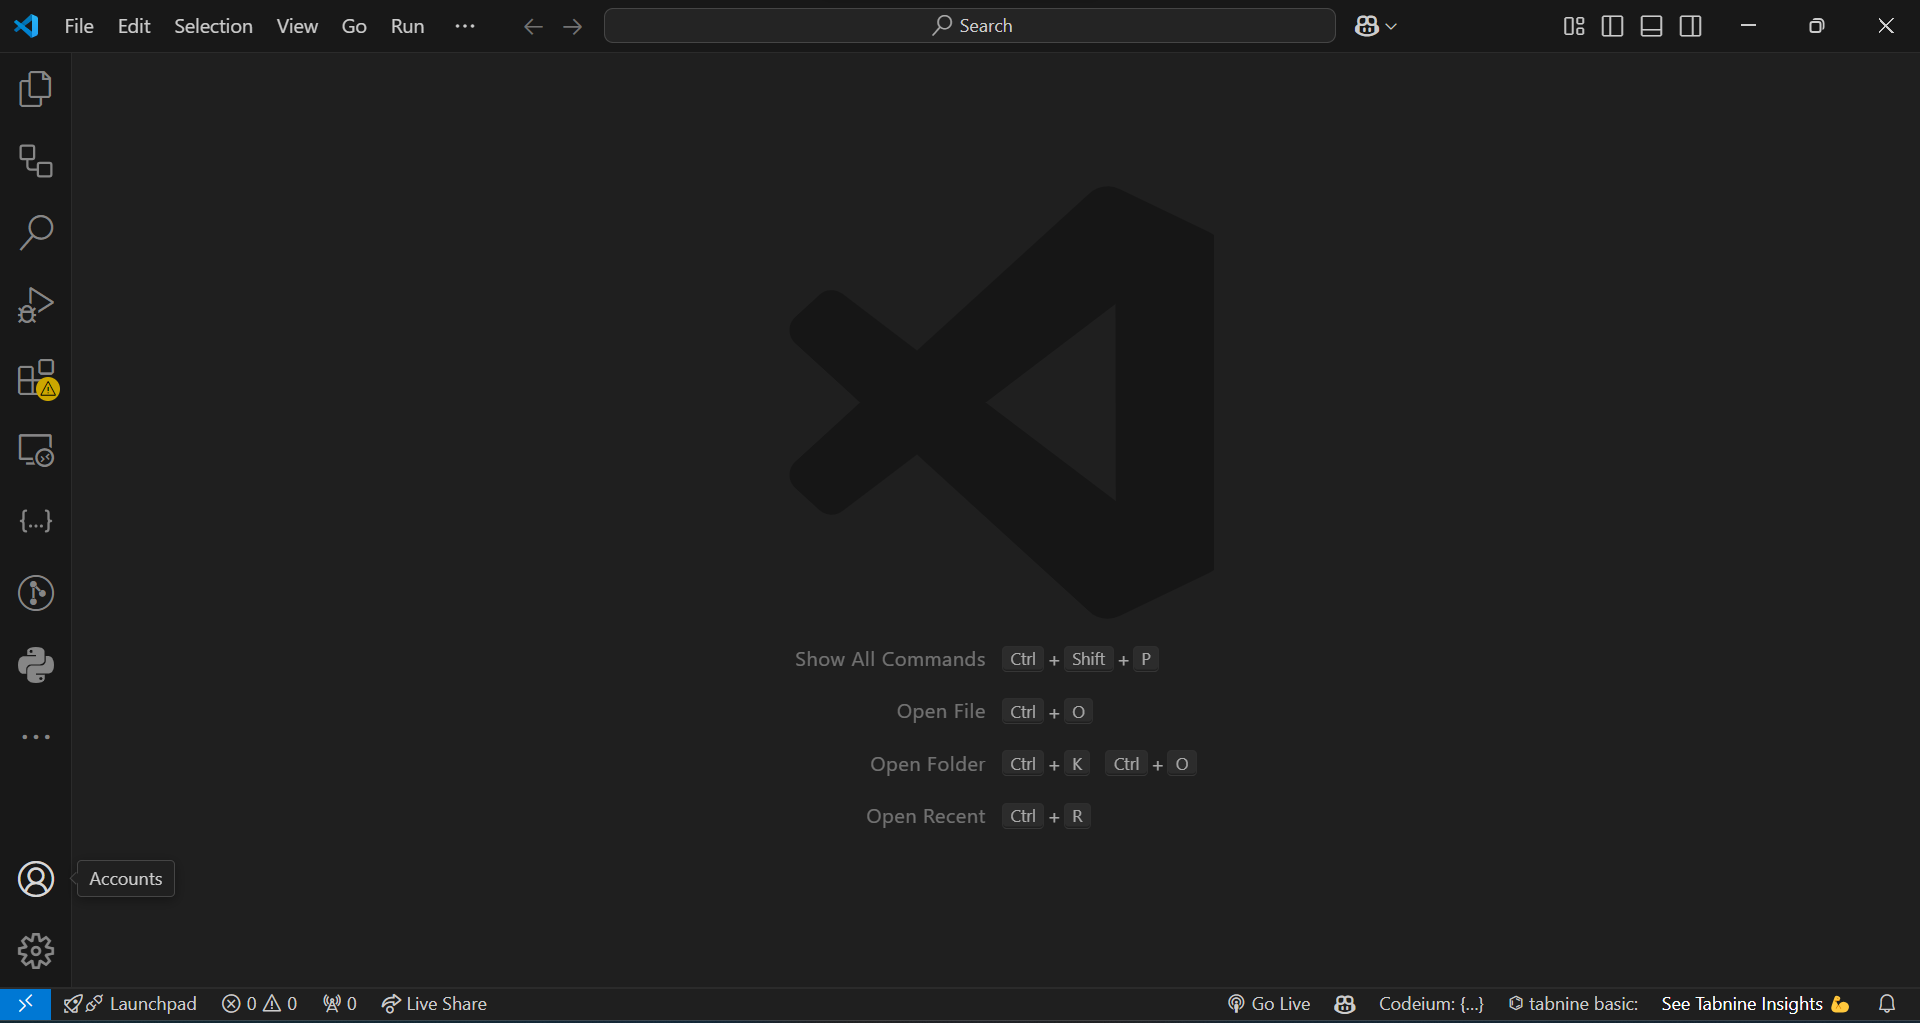 File Edit Selection View Go Run ···
Search
Show All Commands Ctrl + Shift + P
Open File Ctrl + O
Open Folder Ctrl + K Ctrl + O
Open Recent Ctrl + R
Accounts
Launchpad 0 0 0 Live Share Go Live Codeium: {...} tabnine basic: See Tabnine Insights 💪